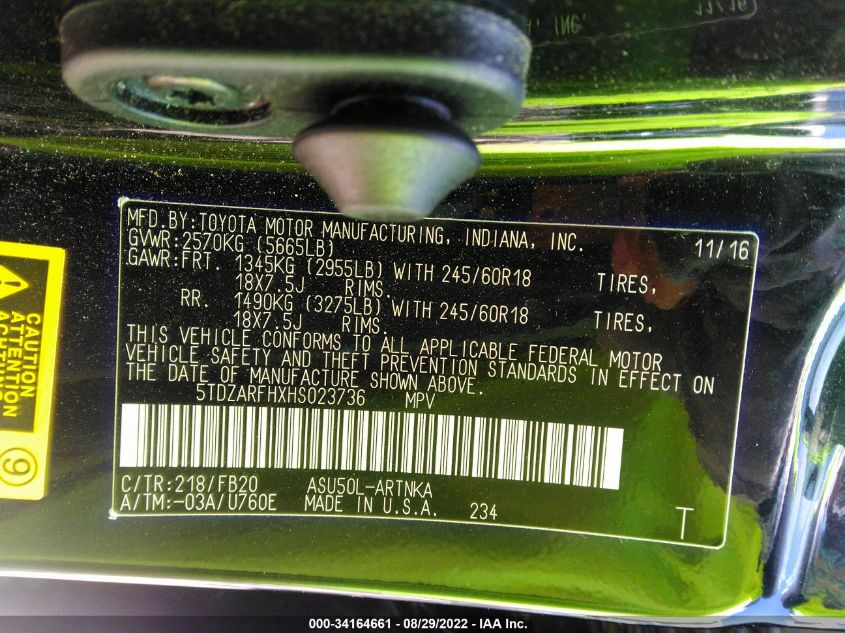 11/16
INC.
MFD. BY: TOYOTA MOTOR MANUFACTURING, INDIANA, INC. 11/16
GVWR: 2570KG (5665LB)
GAWR: FRT. 1345KG (2955LB) WITH 245/60R18 TIRES,
18X7.5J RIMS.
RR. 1490KG (3275LB) WITH 245/60R18 TIRES,
18X7.5J RIMS.
THIS VEHICLE CONFORMS TO ALL APPLICABLE FEDERAL MOTOR
VEHICLE SAFETY AND THEFT PREVENTION STANDARDS IN EFFECT ON
THE DATE OF MANUFACTURE SHOWN ABOVE.
5TDZARFHXHS023736 MPV
C/TR: 218/FB20 ASU50L-ARTNKA
A/TM: -03A/U760E MADE IN U.S.A. 234
T
CAUTION
ATTENTION
9
000-34164661 - 08/29/2022 - IAA Inc.